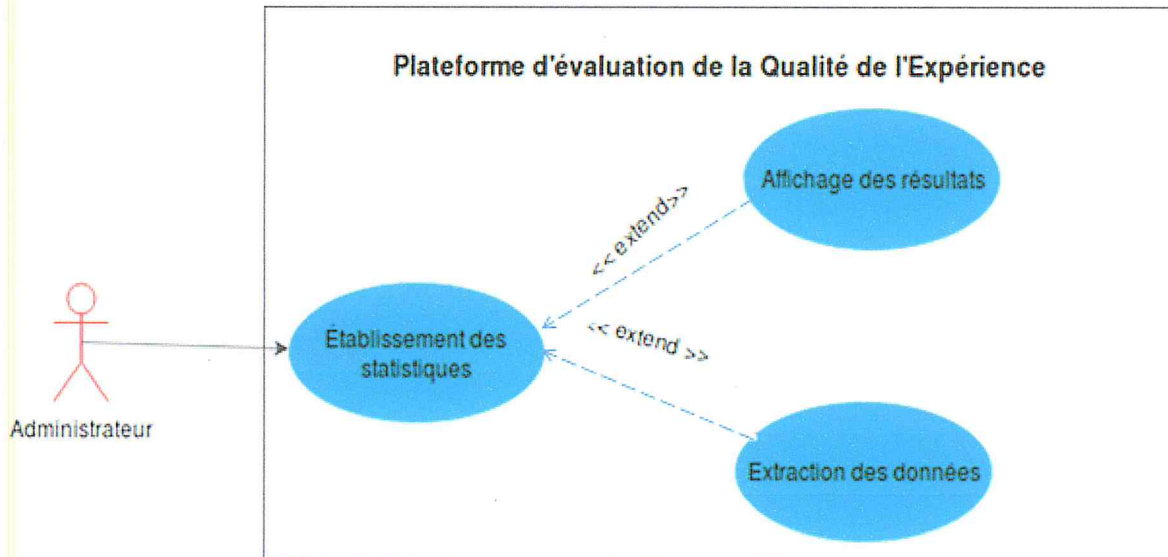 Plateforme d'évaluation de la Qualité de l'Expérience
Affichage des résultats
<<extend>>
<< extend >>
Établissement des
statistiques
Administrateur
Extraction des données